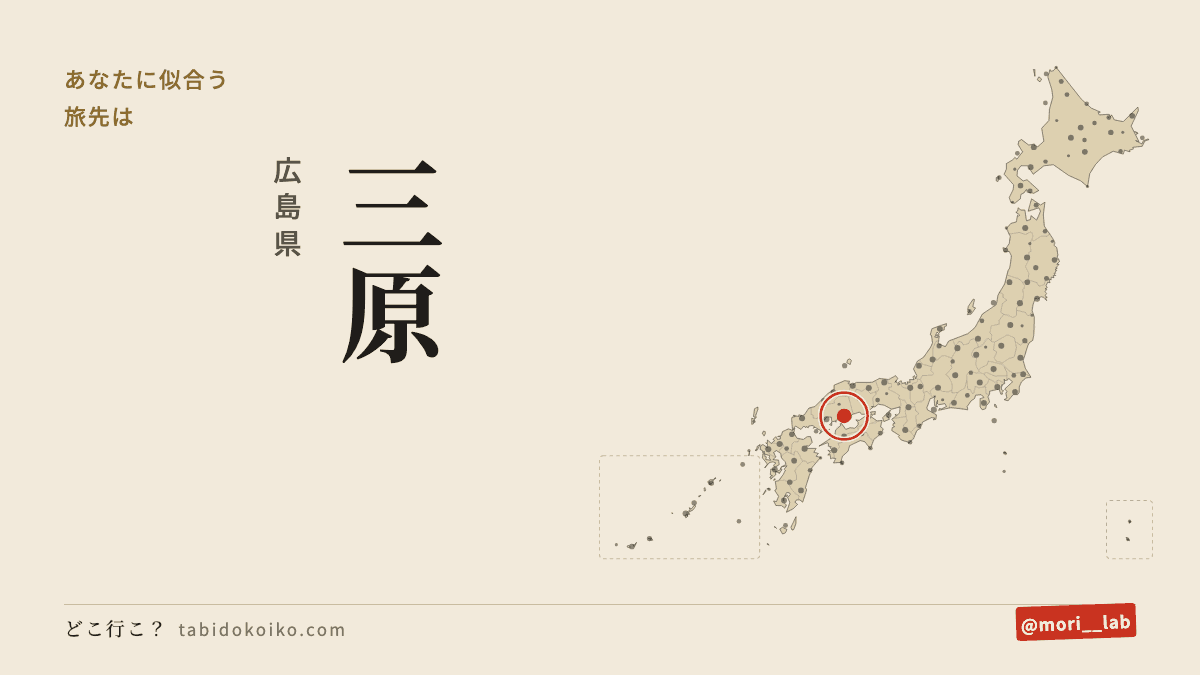 あなたに似合う
旅先は
三原
広島県
どこ行こ？ tabidokoiko.com
@mori__lab